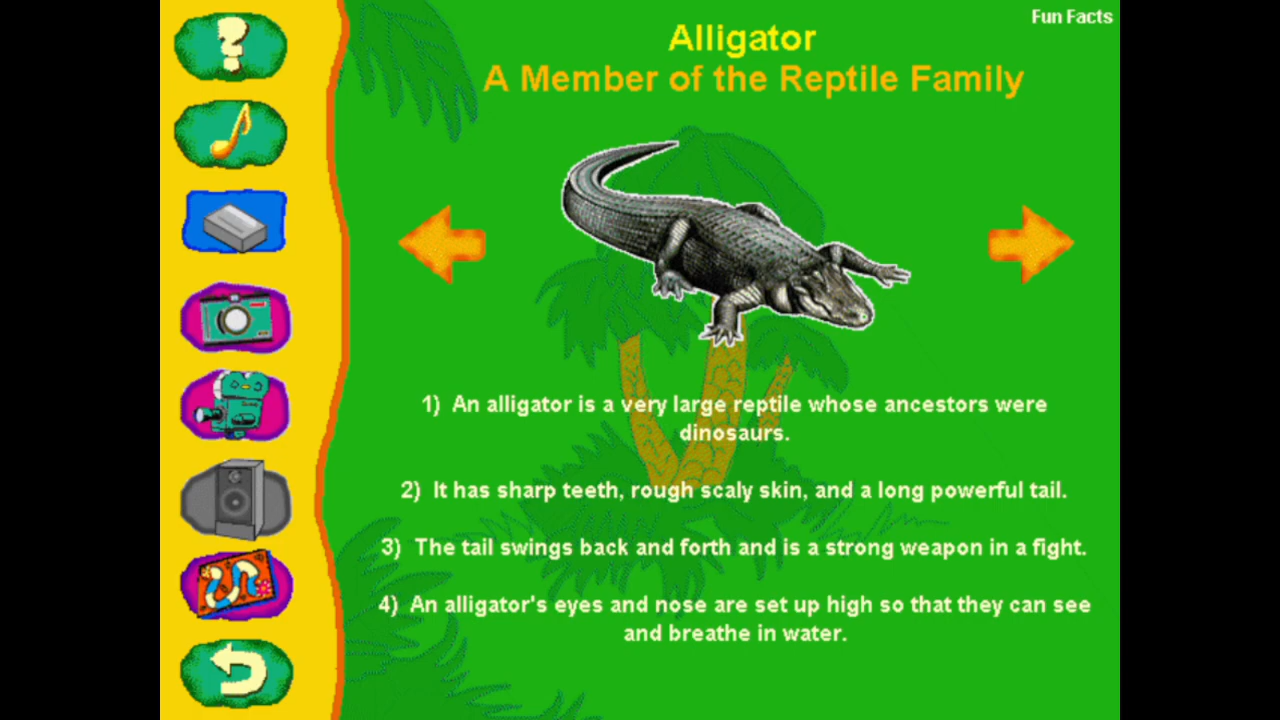 Fun Facts
Alligator
A Member of the Reptile Family
1) An alligator is a very large reptile whose ancestors were
dinosaurs.
2) It has sharp teeth, rough scaly skin, and a long powerful tail.
3) The tail swings back and forth and is a strong weapon in a fight.
4) An alligator's eyes and nose are set up high so that they can see
and breathe in water.